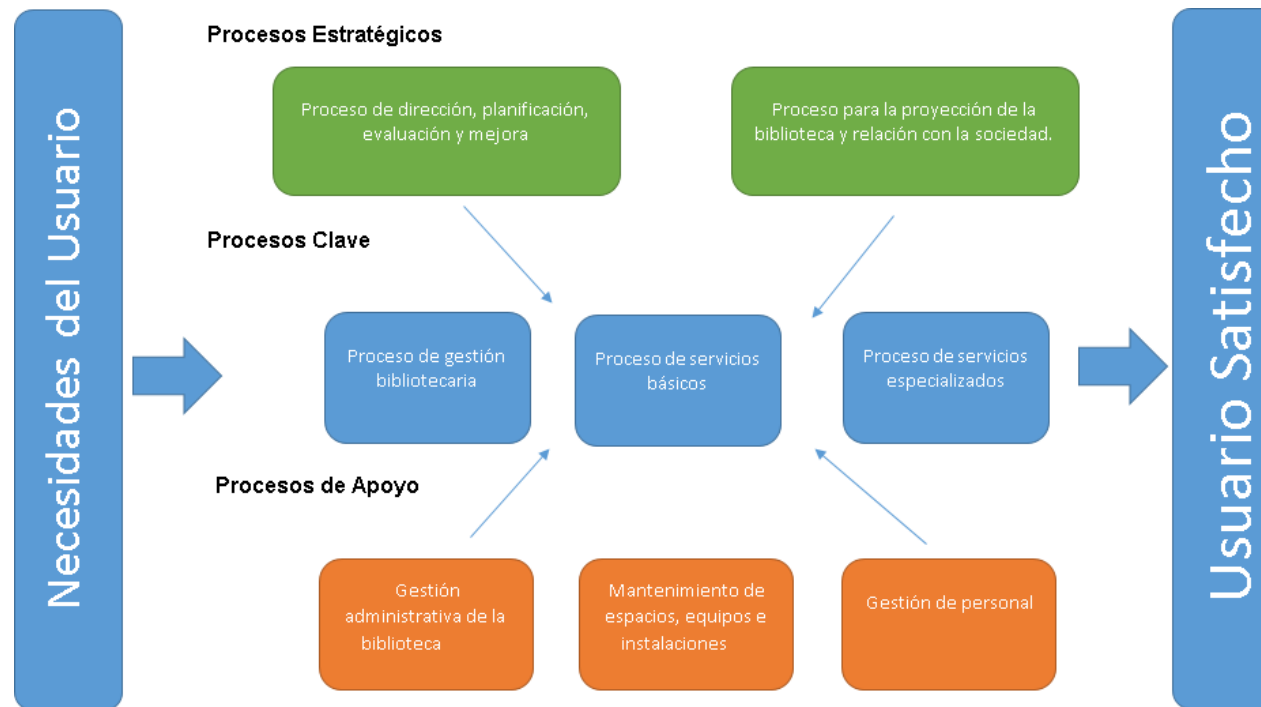 Necesidades del Usuario
Procesos Estratégicos
Proceso de dirección, planificación,
evaluación y mejora
Proceso para la proyección de la
biblioteca y relación con la sociedad.
Procesos Clave
Proceso de gestión
bibliotecaria
Proceso de servicios
básicos
Proceso de servicios
especializados
Procesos de Apoyo
Gestión
administrativa de la
biblioteca
Mantenimiento de
espacios, equipos e
instalaciones
Gestión de personal
Usuario Satisfecho